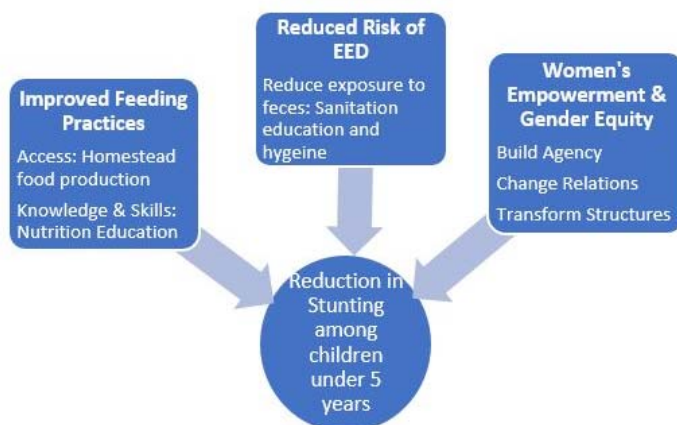 Improved Feeding
Practices
Access: Homestead
food production
Knowledge & Skills:
Nutrition Education
Reduced Risk of
EED
Reduce exposure to
feces: Sanitation
education and
hygeine
Women's
Empowerment &
Gender Equity
Build Agency
Change Relations
Transform Structures
Reduction in
Stunting
among
children
under 5
years